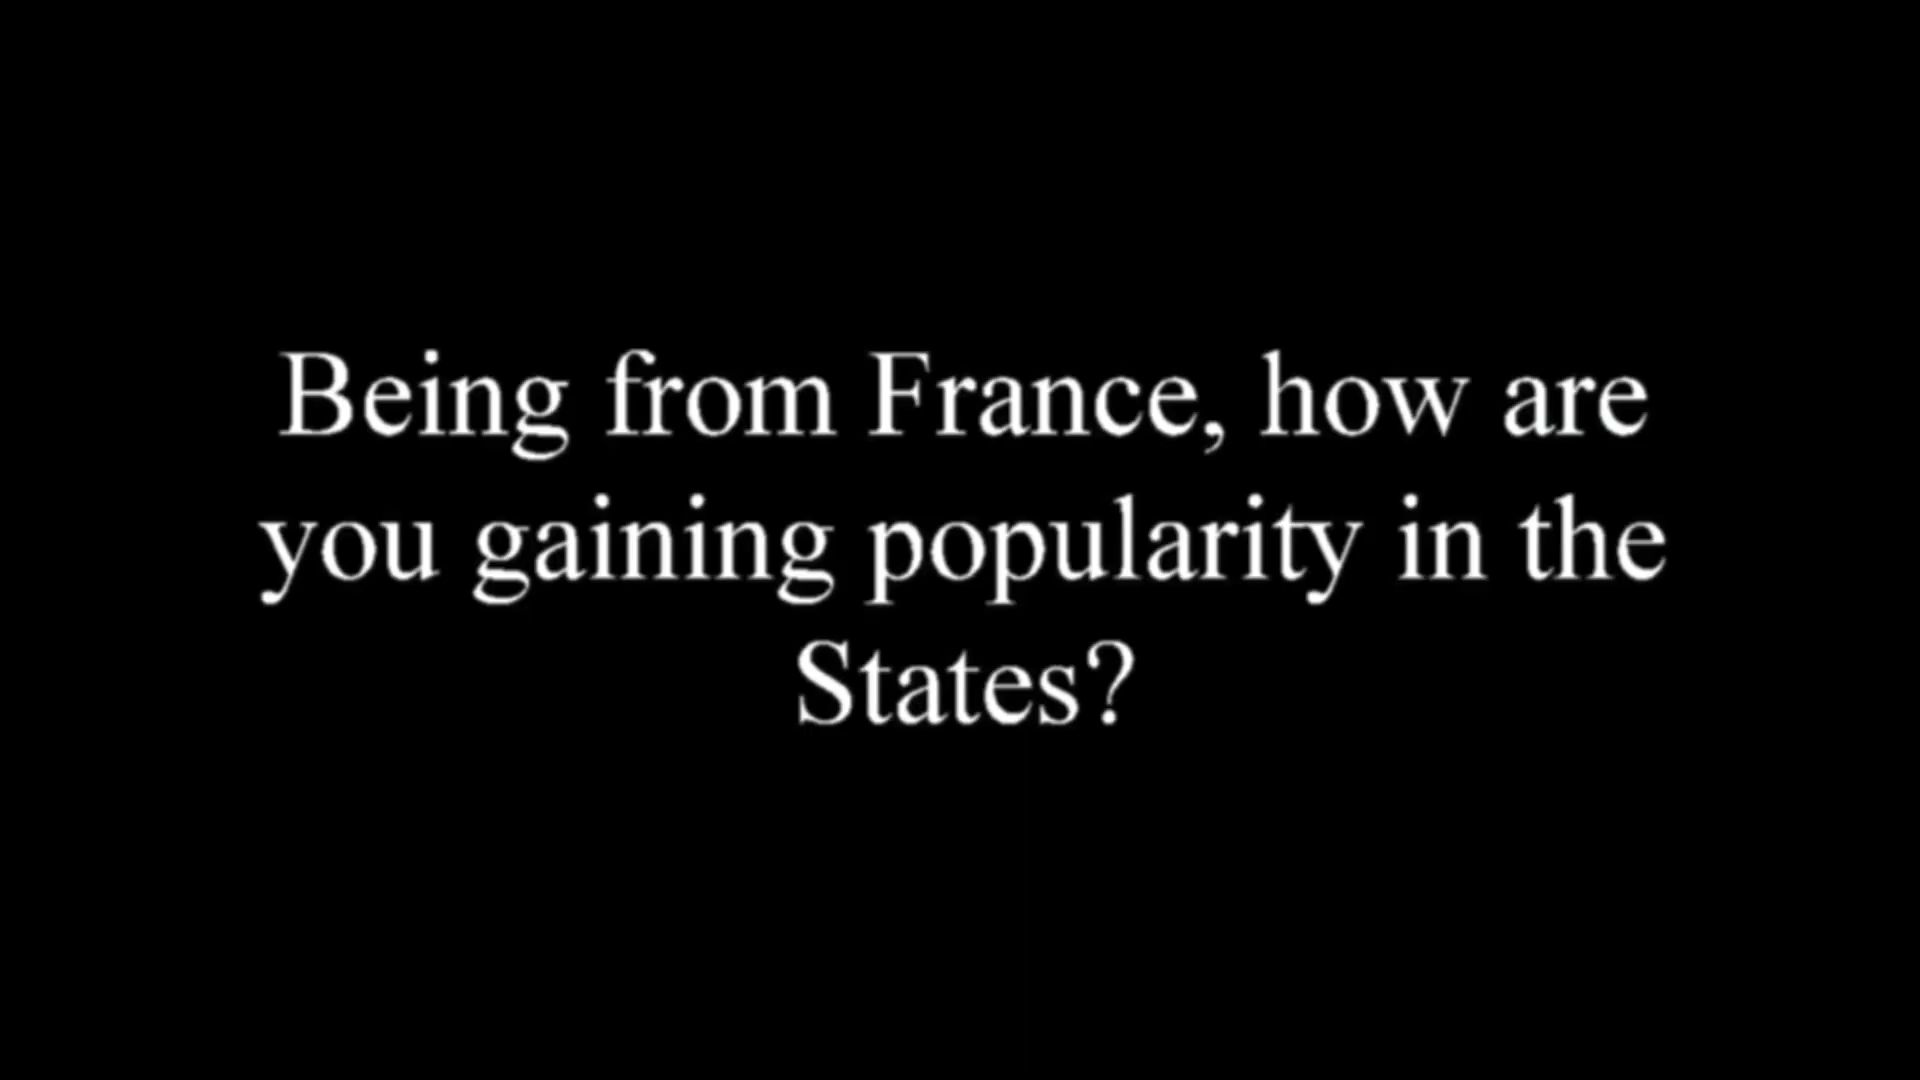 Being from France, how are
you gaining popularity in the
States?